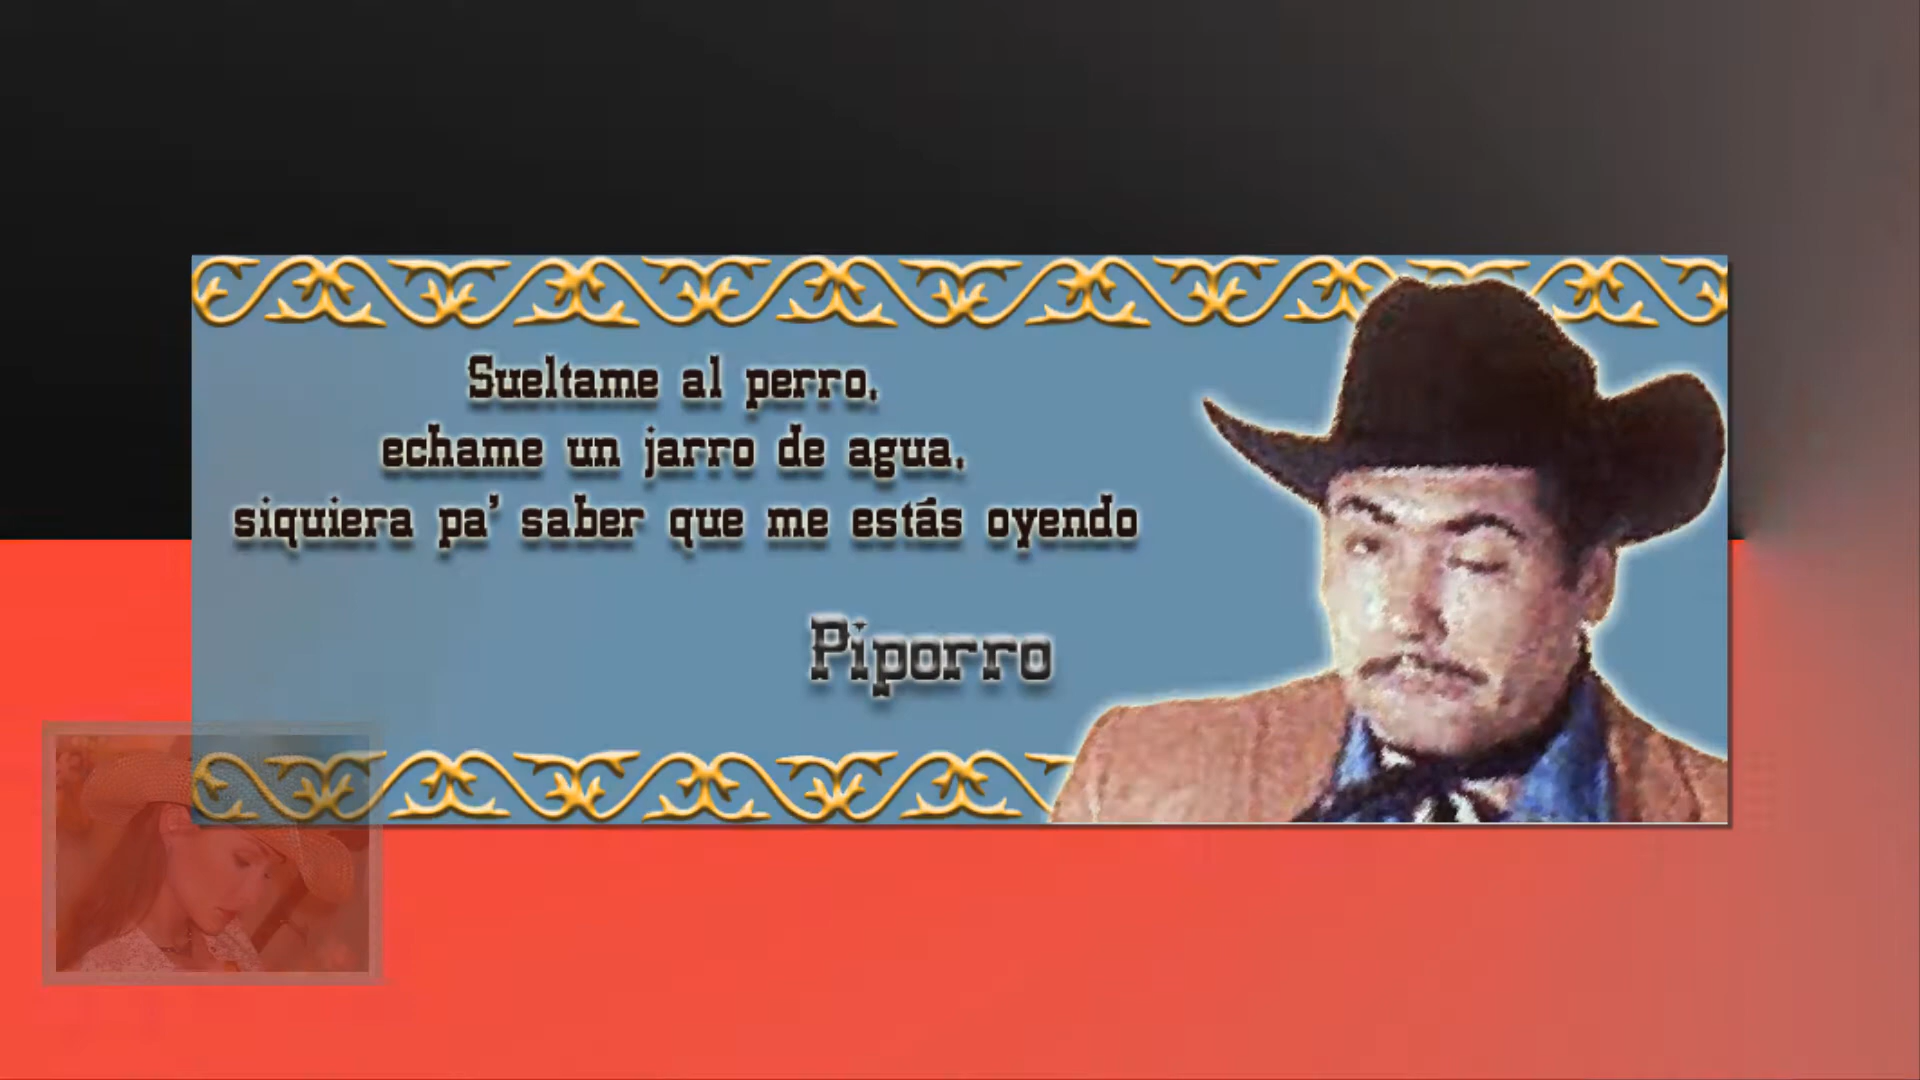 Sueltame al perro,
echame un jarro de agua,
siquiera pa' saber que me estás oyendo
Piporro